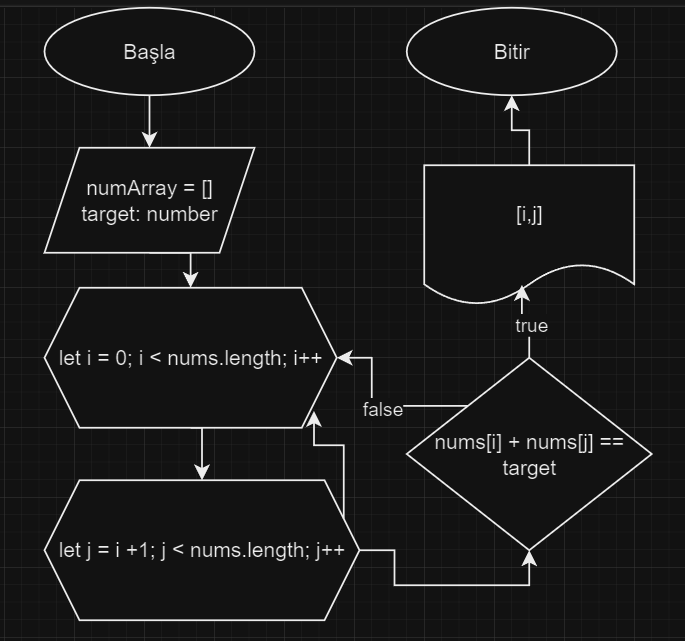 Başla
numArray = []
target: number
let i = 0; i < nums.length; i++
let j = i +1; j < nums.length; j++
Bitir
[i,j]
true
false
nums[i] + nums[j] ==
target